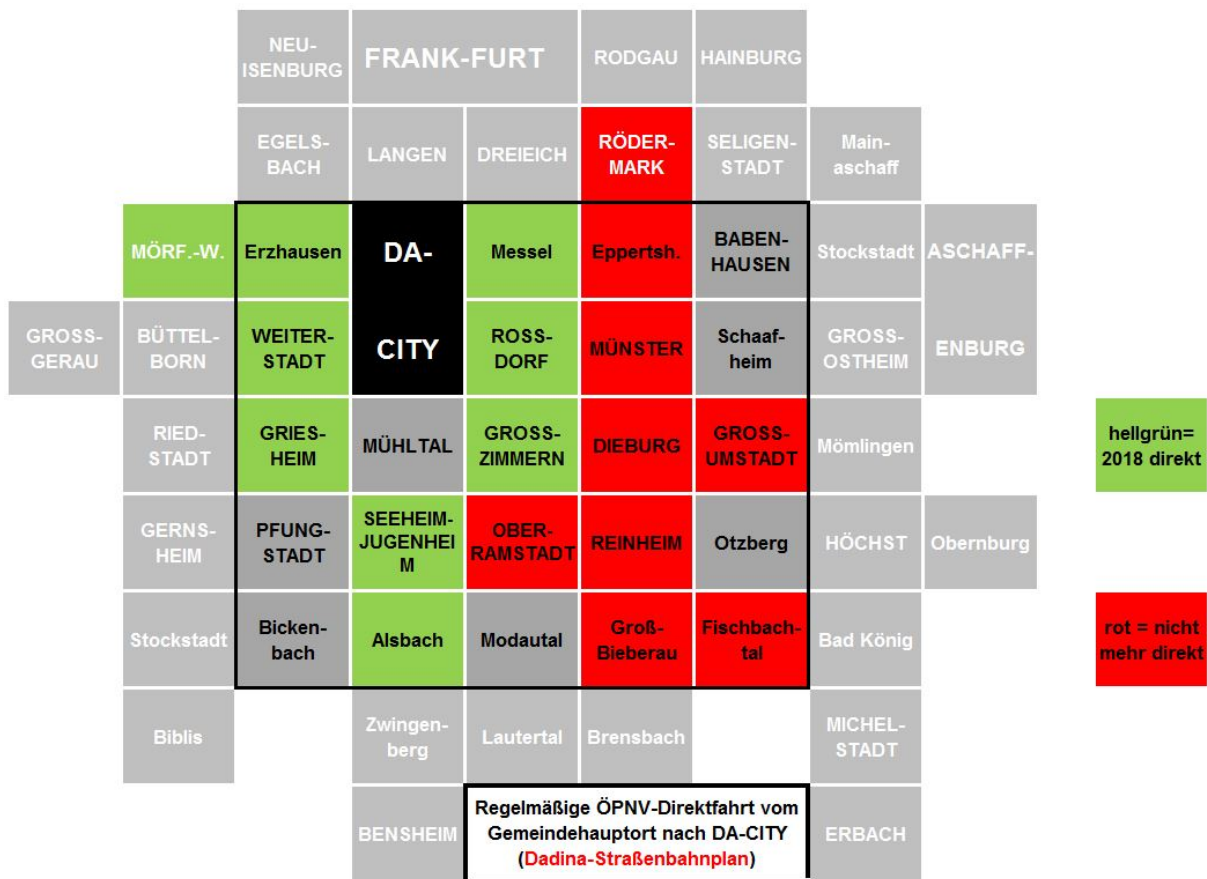 NEU-
ISENBURG
FRANK-FURT
RODGAU
HAINBURG
EGELS-
BACH
LANGEN
DREIEICH
RÖDER-
MARK
SELIGEN-
STADT
Main-
aschaff
MÖRF.-W.
Erzhausen
DA-
Messel
Eppertsh.
BABEN-
HAUSEN
Stockstadt
ASCHAFF-
GROSS-
GERAU
BÜTTEL-
BORN
WEITER-
STADT
CITY
ROSS-
DORF
MÜNSTER
Schaaf-
heim
GROSS-
OSTHEIM
ENBURG
RIED-
STADT
GRIES-
HEIM
MÜHLTAL
GROSS-
ZIMMERN
DIEBURG
GROSS-
UMSTADT
Mömlingen
hellgrün=
2018 direkt
GERNS-
HEIM
PFUNG-
STADT
SEEHEIM-
JUGENHEI
M
OBER-
RAMSTADT
REINHEIM
Otzberg
HÖCHST
Obernburg
Stockstadt
Bicken-
bach
Alsbach
Modautal
Groß-
Bieberau
Fischbach-
tal
Bad König
rot = nicht
mehr direkt
Biblis
Zwingen-
berg
Lautertal
Brensbach
MICHEL-
STADT
BENSHEIM
Regelmäßige ÖPNV-Direktfahrt vom
Gemeindehauptort nach DA-CITY
(Dadina-Straßenbahnplan)
ERBACH